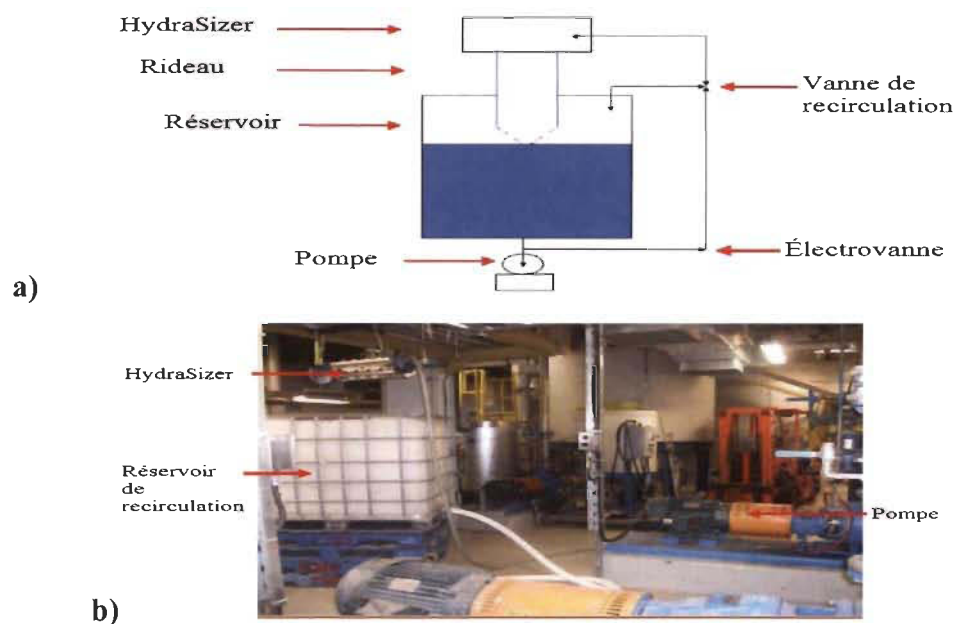 HydraSizer
Rideau
Réservoir
Vanne de
recirculation
Pompe
Électrovanne
a)
HydraSizer
Réservoir
de
recirculation
Pompe
b)